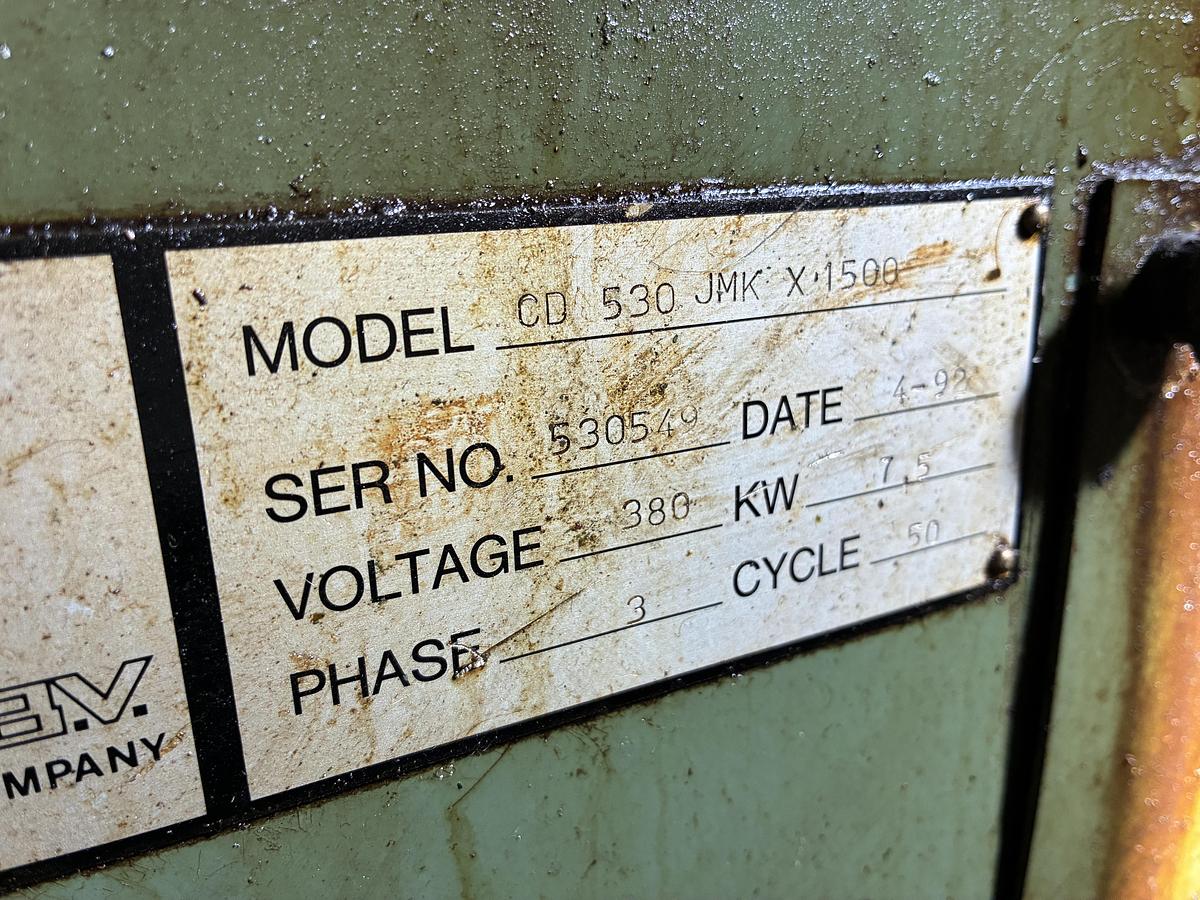 MODEL CD 530 JMK X 1500
SER NO. 530549 DATE 4-92
VOLTAGE 380 KW 7,5
PHASE 3 CYCLE 50
B.V.
MPANY